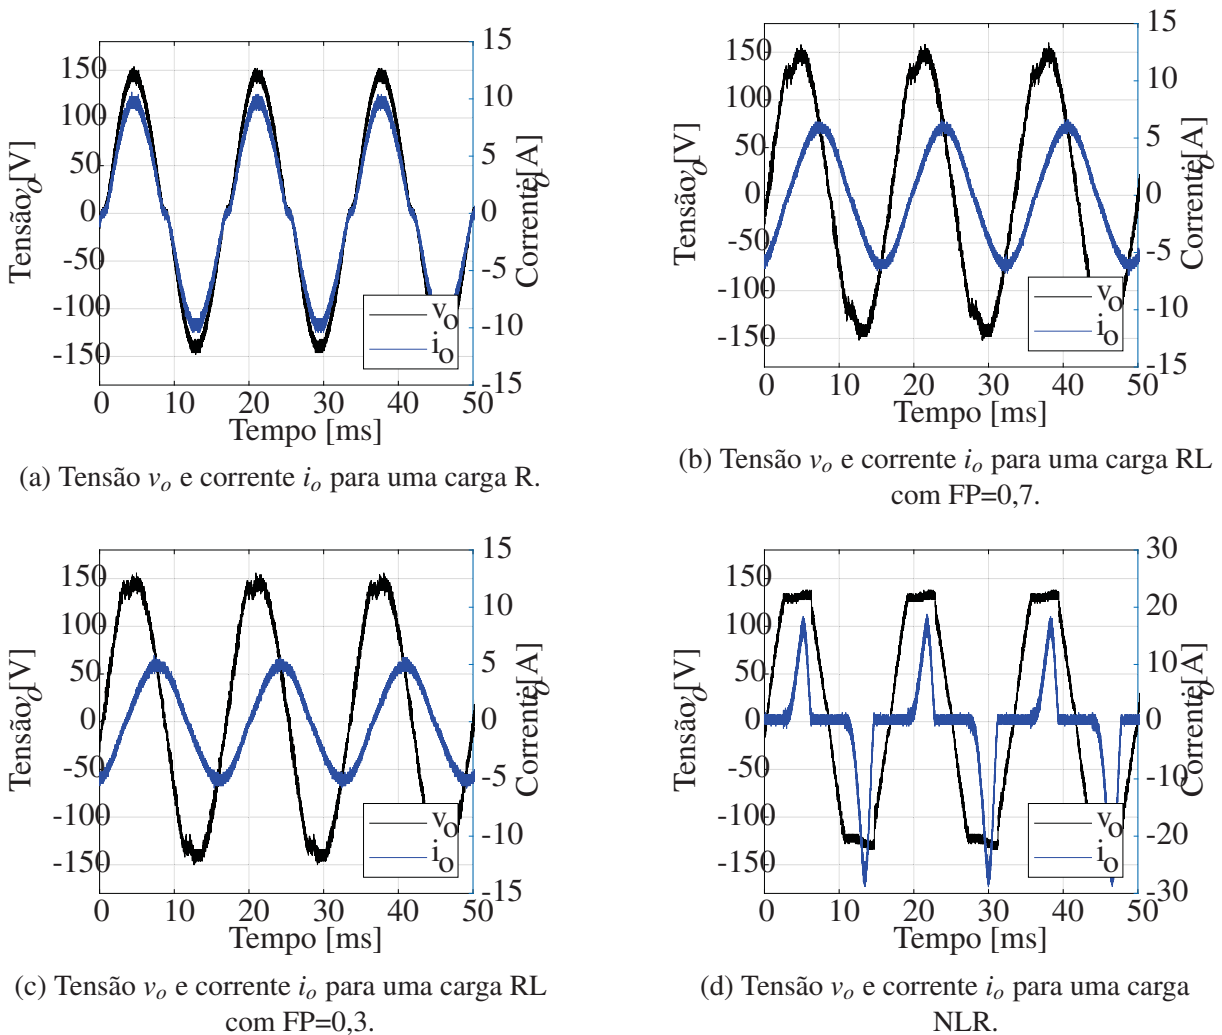 150
100
50
0
-50
-100
-150
Tensão v_o [V]
15
10
5
0
-5
-10
-15
Corrente i_o [A]
v_o
i_o
0 10 20 30 40 50
Tempo [ms]
(a) Tensão v_o e corrente i_o para uma carga R.
150
100
50
0
-50
-100
-150
Tensão v_o [V]
15
10
5
0
-5
-10
-15
Corrente i_o [A]
v_o
i_o
0 10 20 30 40 50
Tempo [ms]
(b) Tensão v_o e corrente i_o para uma carga RL
com FP=0,7.
150
100
50
0
-50
-100
-150
Tensão v_o [V]
15
10
5
0
-5
-10
-15
Corrente i_o [A]
v_o
i_o
0 10 20 30 40 50
Tempo [ms]
(c) Tensão v_o e corrente i_o para uma carga RL
com FP=0,3.
150
100
50
0
-50
-100
-150
Tensão v_o [V]
30
20
10
0
-10
-20
-30
Corrente i_o [A]
v_o
i_o
0 10 20 30 40 50
Tempo [ms]
(d) Tensão v_o e corrente i_o para uma carga
NLR.